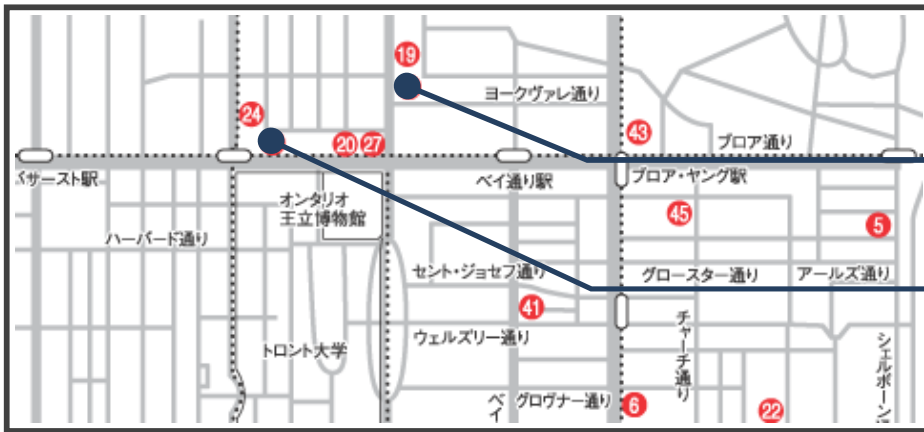 19
ヨークヴァレ通り
24
20
27
43
ブロア通り
バサースト駅
ベイ通り駅
ブロア・ヤング駅
オンタリオ
王立博物館
45
5
ハーバード通り
セント・ジョセフ通り
グロースター通り
アールズ通り
41
ウェルズリー通り
トロント大学
チャーチ通り
シェルボーン通
ベイ
グロヴナー通り
6
22